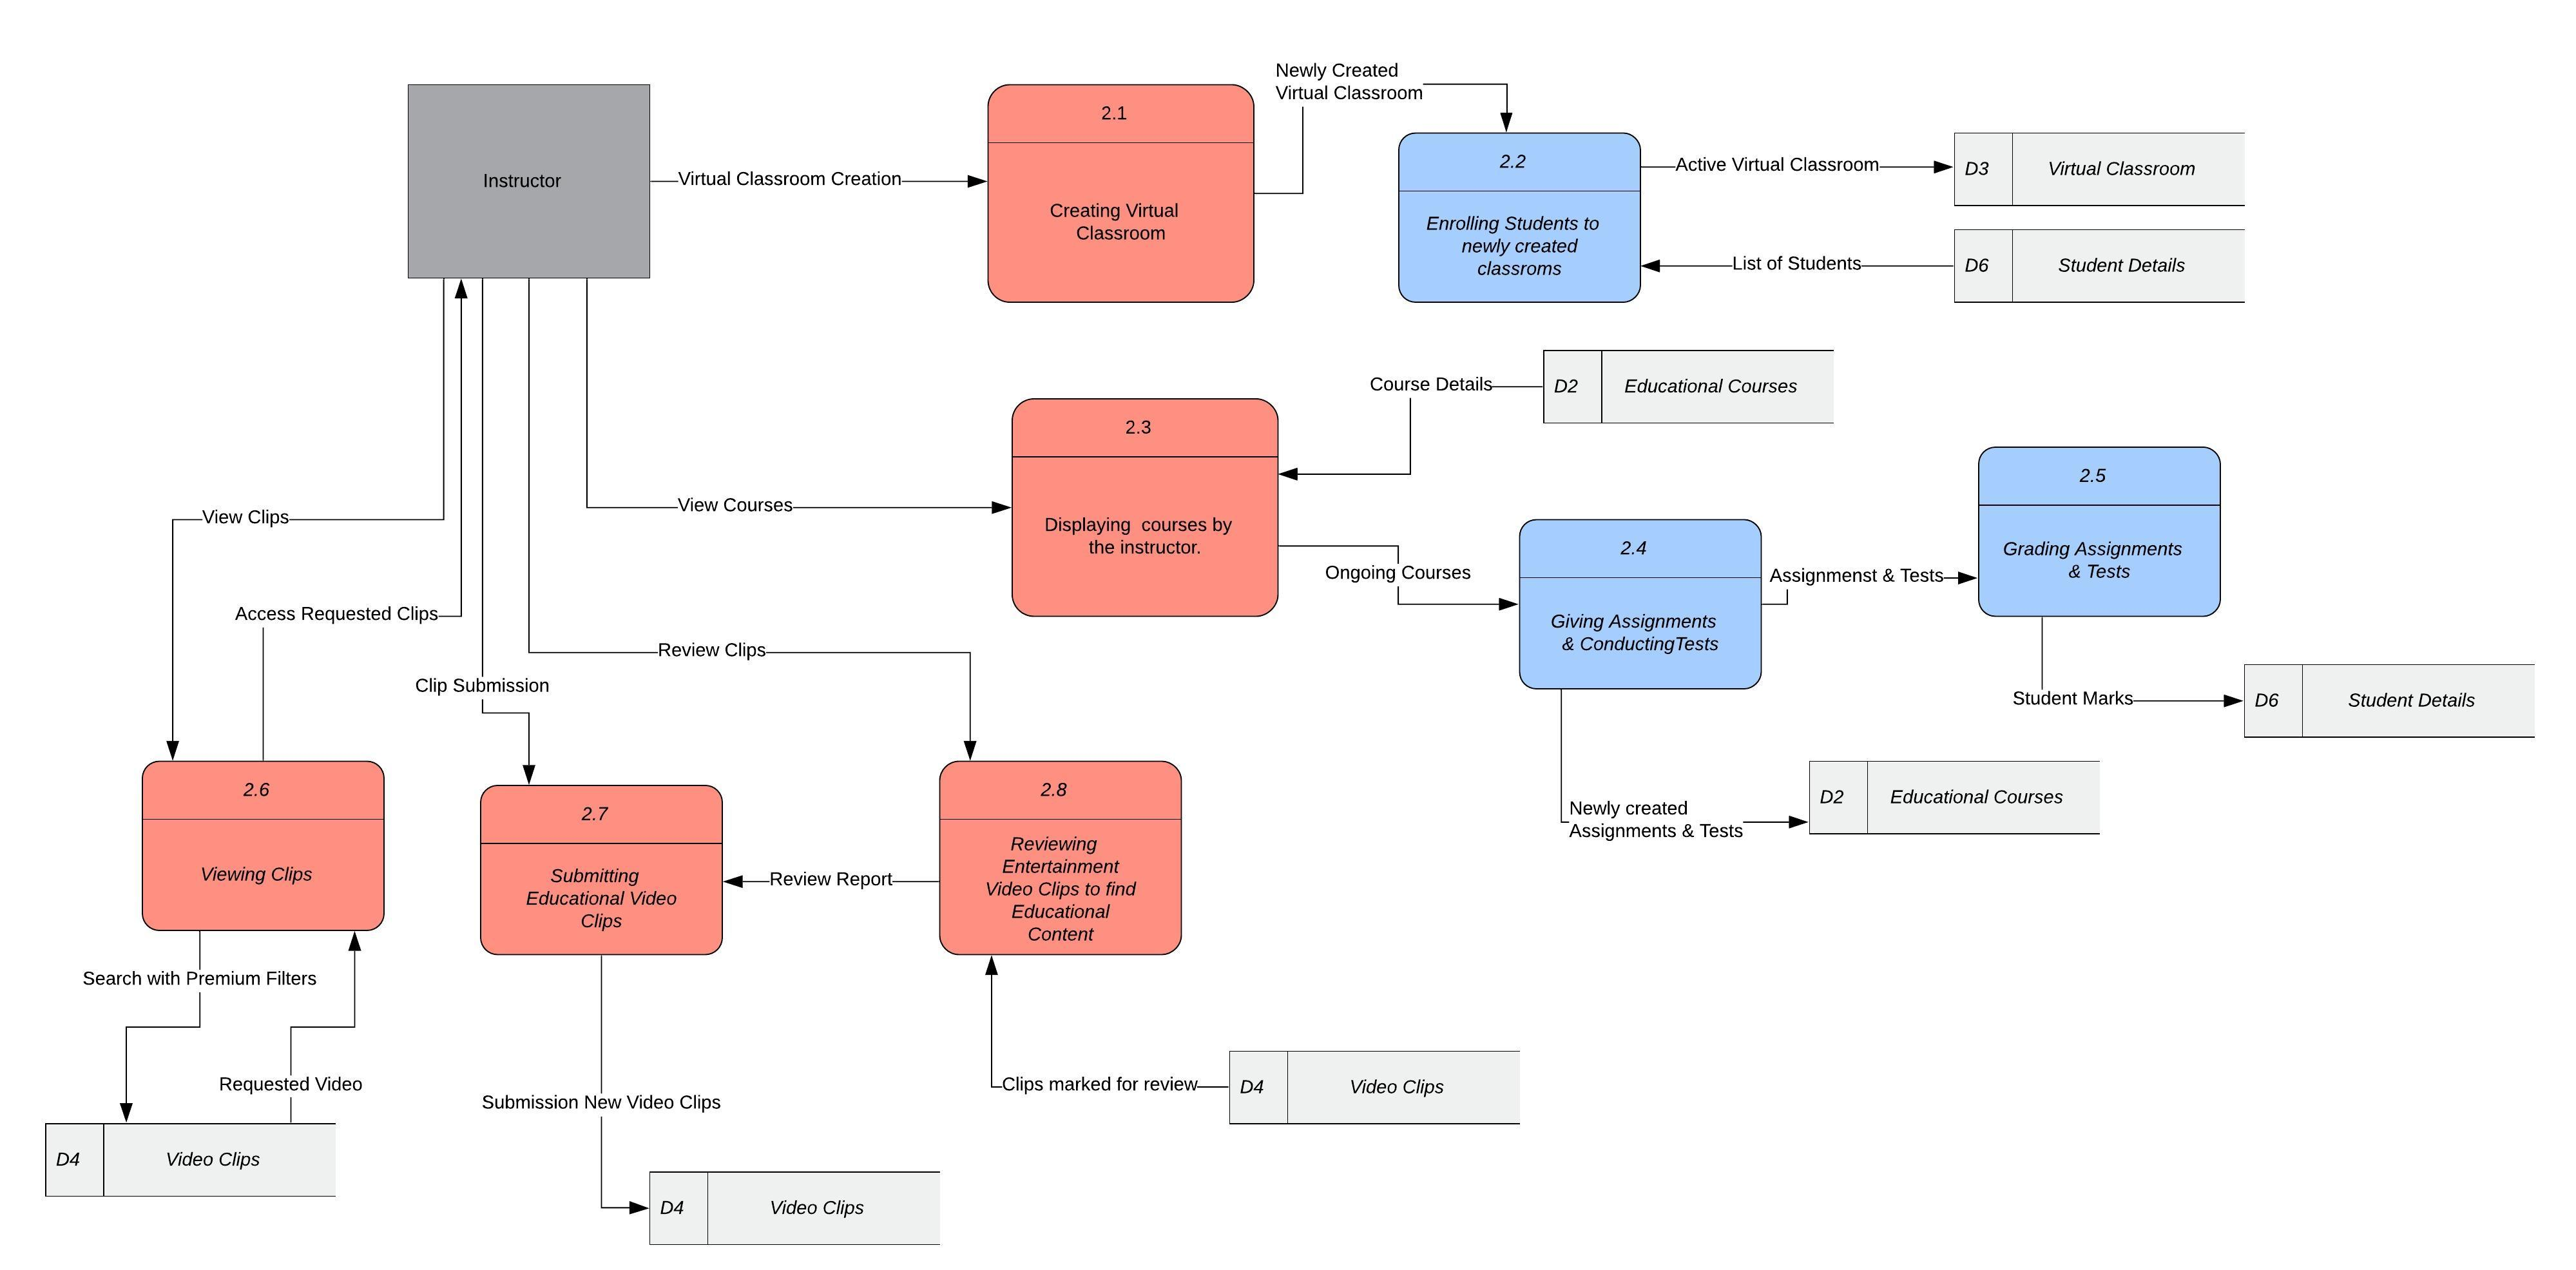 Newly Created
Virtual Classroom
2.1
Instructor
Virtual Classroom Creation
Creating Virtual
Classroom
2.2
Enrolling Students to
newly created
classroms
Active Virtual Classroom
D3
Virtual Classroom
List of Students
D6
Student Details
Course Details
D2
Educational Courses
2.3
Displaying  courses by
the instructor.
View Courses
View Clips
Ongoing Courses
2.4
Giving Assignments
& ConductingTests
Assignmenst & Tests
2.5
Grading Assignments
& Tests
Access Requested Clips
Review Clips
Clip Submission
Student Marks
D6
Student Details
Newly created
Assignments & Tests
D2
Educational Courses
2.6
Viewing Clips
2.7
Submitting
Educational Video
Clips
Review Report
2.8
Reviewing
Entertainment
Video Clips to find
Educational
Content
Search with Premium Filters
Requested Video
D4
Video Clips
Submission New Video Clips
D4
Video Clips
Clips marked for review
D4
Video Clips